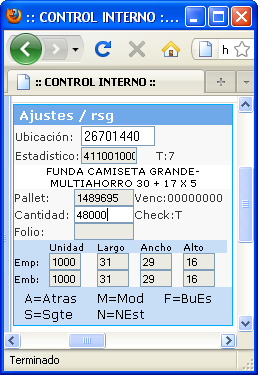 :: CONTROL INTERNO ::...
h
:: CONTROL INTERNO ::
Ajustes / rsg
Ubicación: 26701440
Estadistico: 411001000 T:7
FUNDA CAMISETA GRANDE-
MULTIAHORRO 30 + 17 X 5
Pallet: 1489695 Venc:00000000
Cantidad: 48000 Check:T
Folio:
Unidad Largo Ancho Alto
Emp: 1000 31 29 16
Emb: 1000 31 29 16
A=Atras M=Mod F=BuEs
S=Sgte N=NEst
Terminado